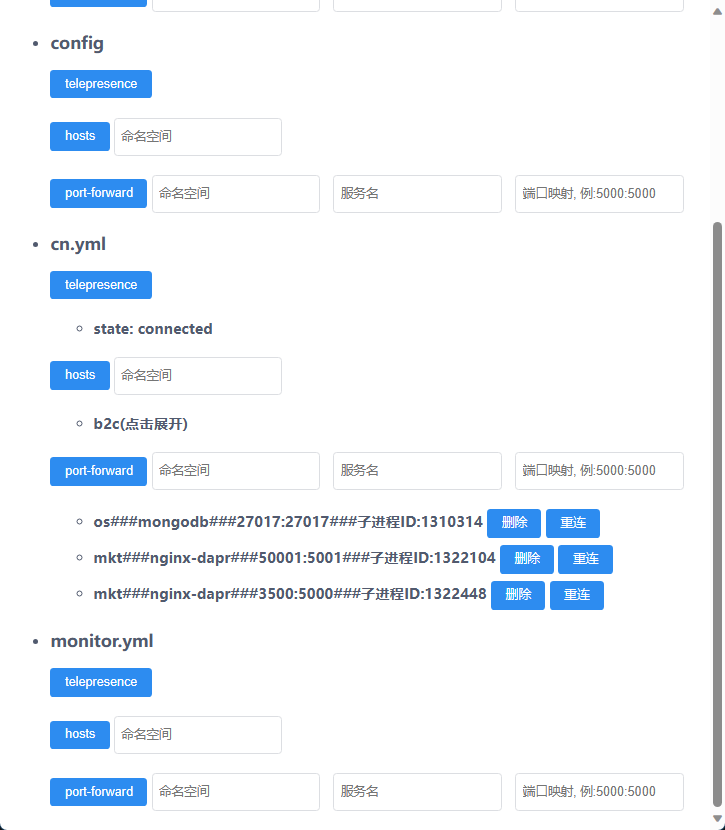 config
telepresence
hosts 命名空间
port-forward 命名空间 服务名 端口映射, 例:5000:5000
cn.yml
telepresence
state: connected
hosts 命名空间
b2c(点击展开)
port-forward 命名空间 服务名 端口映射, 例:5000:5000
os###mongodb###27017:27017###子进程ID:1310314 删除 重连
mkt###nginx-dapr###50001:5001###子进程ID:1322104 删除 重连
mkt###nginx-dapr###3500:5000###子进程ID:1322448 删除 重连
monitor.yml
telepresence
hosts 命名空间
port-forward 命名空间 服务名 端口映射, 例:5000:5000